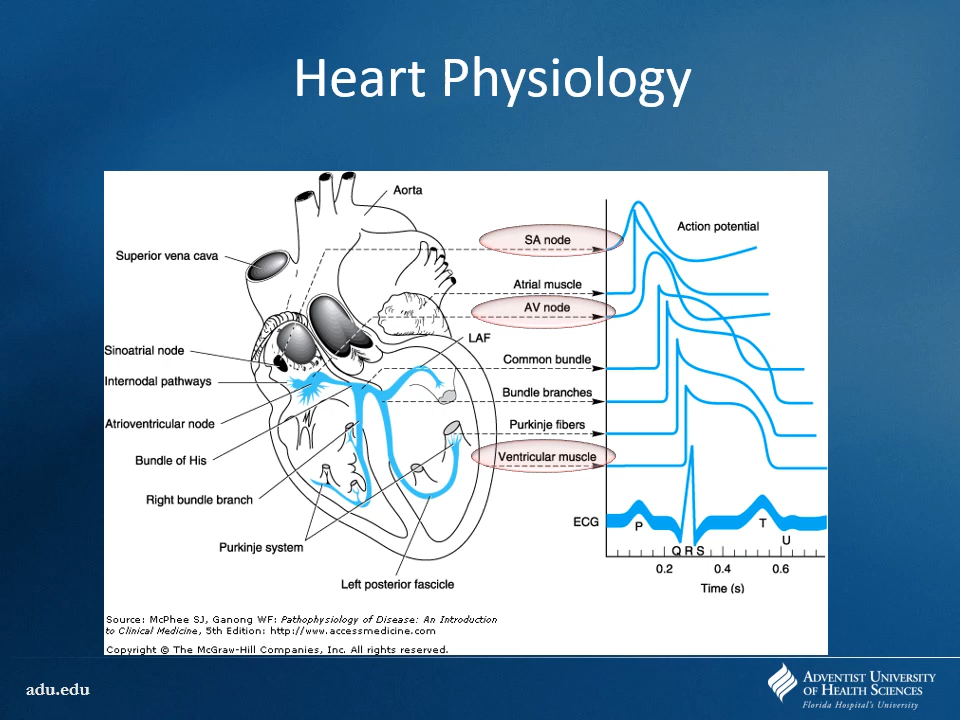 Heart Physiology
Aorta
Superior vena cava
Sinoatrial node
Internodal pathways
Atrioventricular node
Bundle of His
Right bundle branch
Purkinje system
Left posterior fascicle
LAF
SA node
Atrial muscle
AV node
Common bundle
Bundle branches
Purkinje fibers
Ventricular muscle
Action potential
ECG
P
T
U
Q R S
0.2 0.4 0.6
Time (s)
Source: McPhee SJ, Ganong WF: Pathophysiology of Disease: An Introduction
to Clinical Medicine, 5th Edition: http://www.accessmedicine.com
Copyright © The McGraw-Hill Companies, Inc. All rights reserved.
adu.edu
ADVENTIST UNIVERSITY
OF HEALTH SCIENCES
Florida Hospital's University